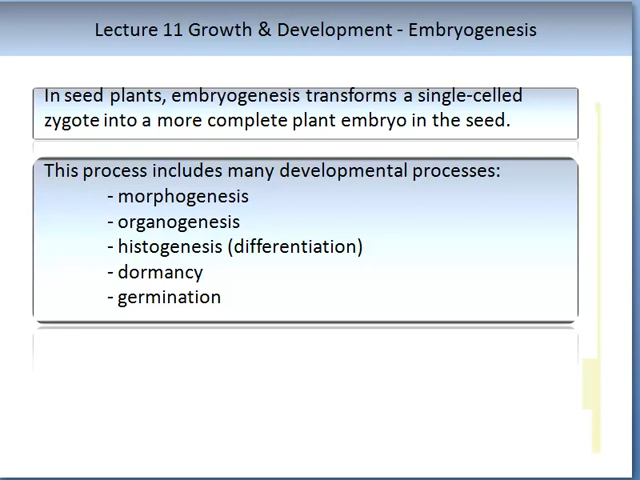 Lecture 11 Growth & Development - Embryogenesis
In seed plants, embryogenesis transforms a single-celled
zygote into a more complete plant embryo in the seed.
This process includes many developmental processes:
- morphogenesis
- organogenesis
- histogenesis (differentiation)
- dormancy
- germination